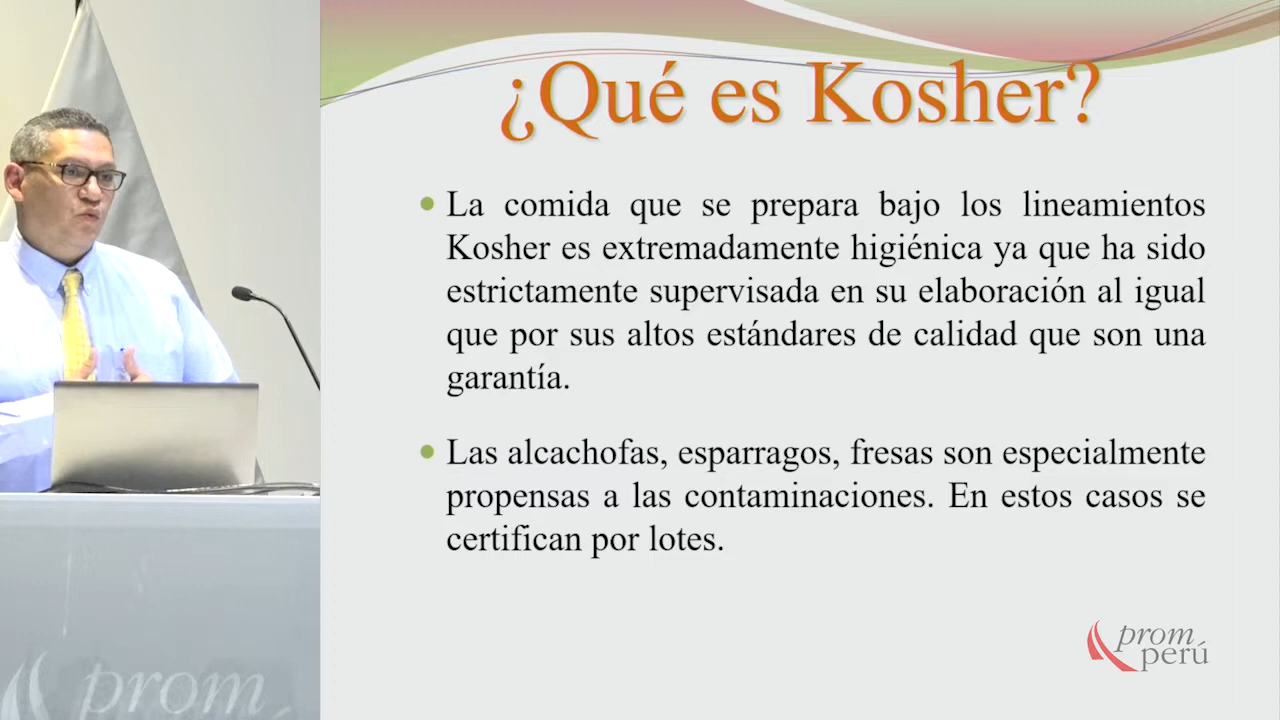 ¿Qué es Kosher?
La comida que se prepara bajo los lineamientos
Kosher es extremadamente higiénica ya que ha sido
estrictamente supervisada en su elaboración al igual
que por sus altos estándares de calidad que son una
garantía.
Las alcachofas, esparragos, fresas son especialmente
propensas a las contaminaciones. En estos casos se
certifican por lotes.
prom
perú
prom